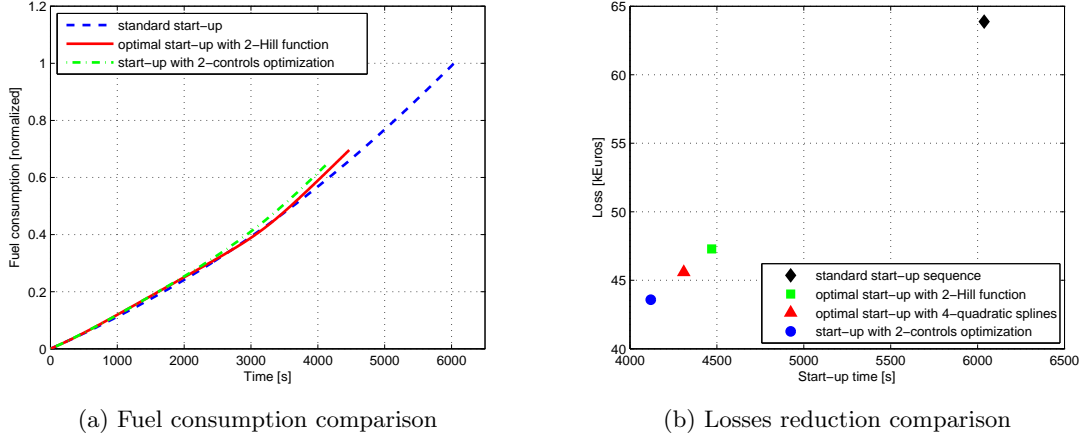 1.2
1
0.8
0.6
0.4
0.2
0
Fuel consumption [normalized]
standard start−up
optimal start−up with 2−Hill function
start−up with 2−controls optimization
0 1000 2000 3000 4000 5000 6000
Time [s]
(a) Fuel consumption comparison
65
60
55
50
45
40
Loss [kEuros]
standard start−up sequence
optimal start−up with 2−Hill function
optimal start−up with 4−quadratic splines
start−up with 2−controls optimization
4000 4500 5000 5500 6000 6500
Start−up time [s]
(b) Losses reduction comparison